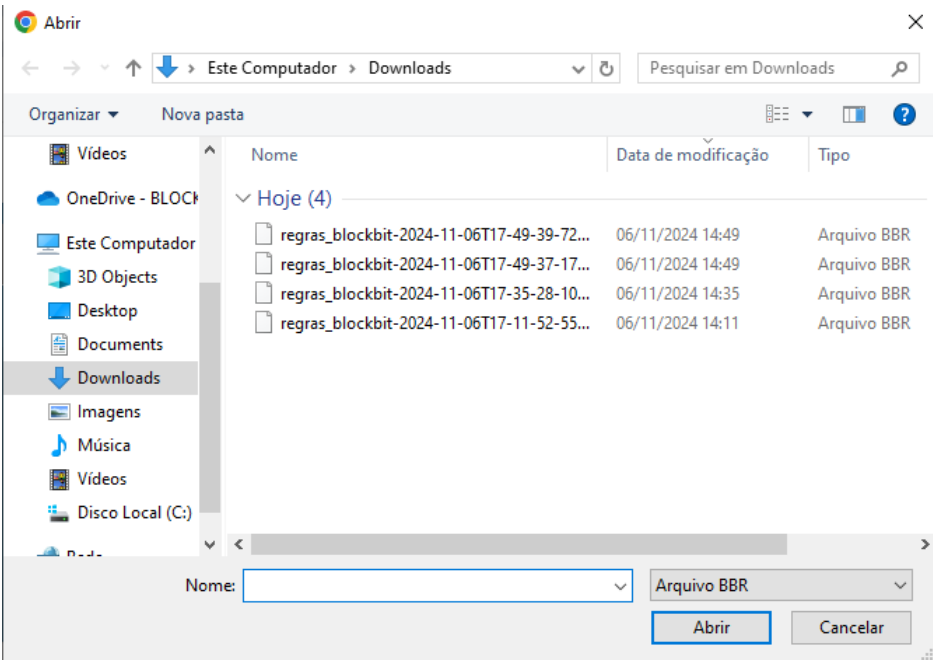 Abrir
Este Computador > Downloads
Pesquisar em Downloads
Organizar
Nova pasta
?
Vídeos
OneDrive - BLOCK
Este Computador
3D Objects
Desktop
Documents
Downloads
Imagens
Música
Vídeos
Disco Local (C:)
Nome Data de modificação Tipo
Hoje (4)
regras_blockbit-2024-11-06T17-49-39-72... 06/11/2024 14:49 Arquivo BBR
regras_blockbit-2024-11-06T17-49-37-17... 06/11/2024 14:49 Arquivo BBR
regras_blockbit-2024-11-06T17-35-28-10... 06/11/2024 14:35 Arquivo BBR
regras_blockbit-2024-11-06T17-11-52-55... 06/11/2024 14:11 Arquivo BBR
Nome:
Arquivo BBR
Abrir
Cancelar